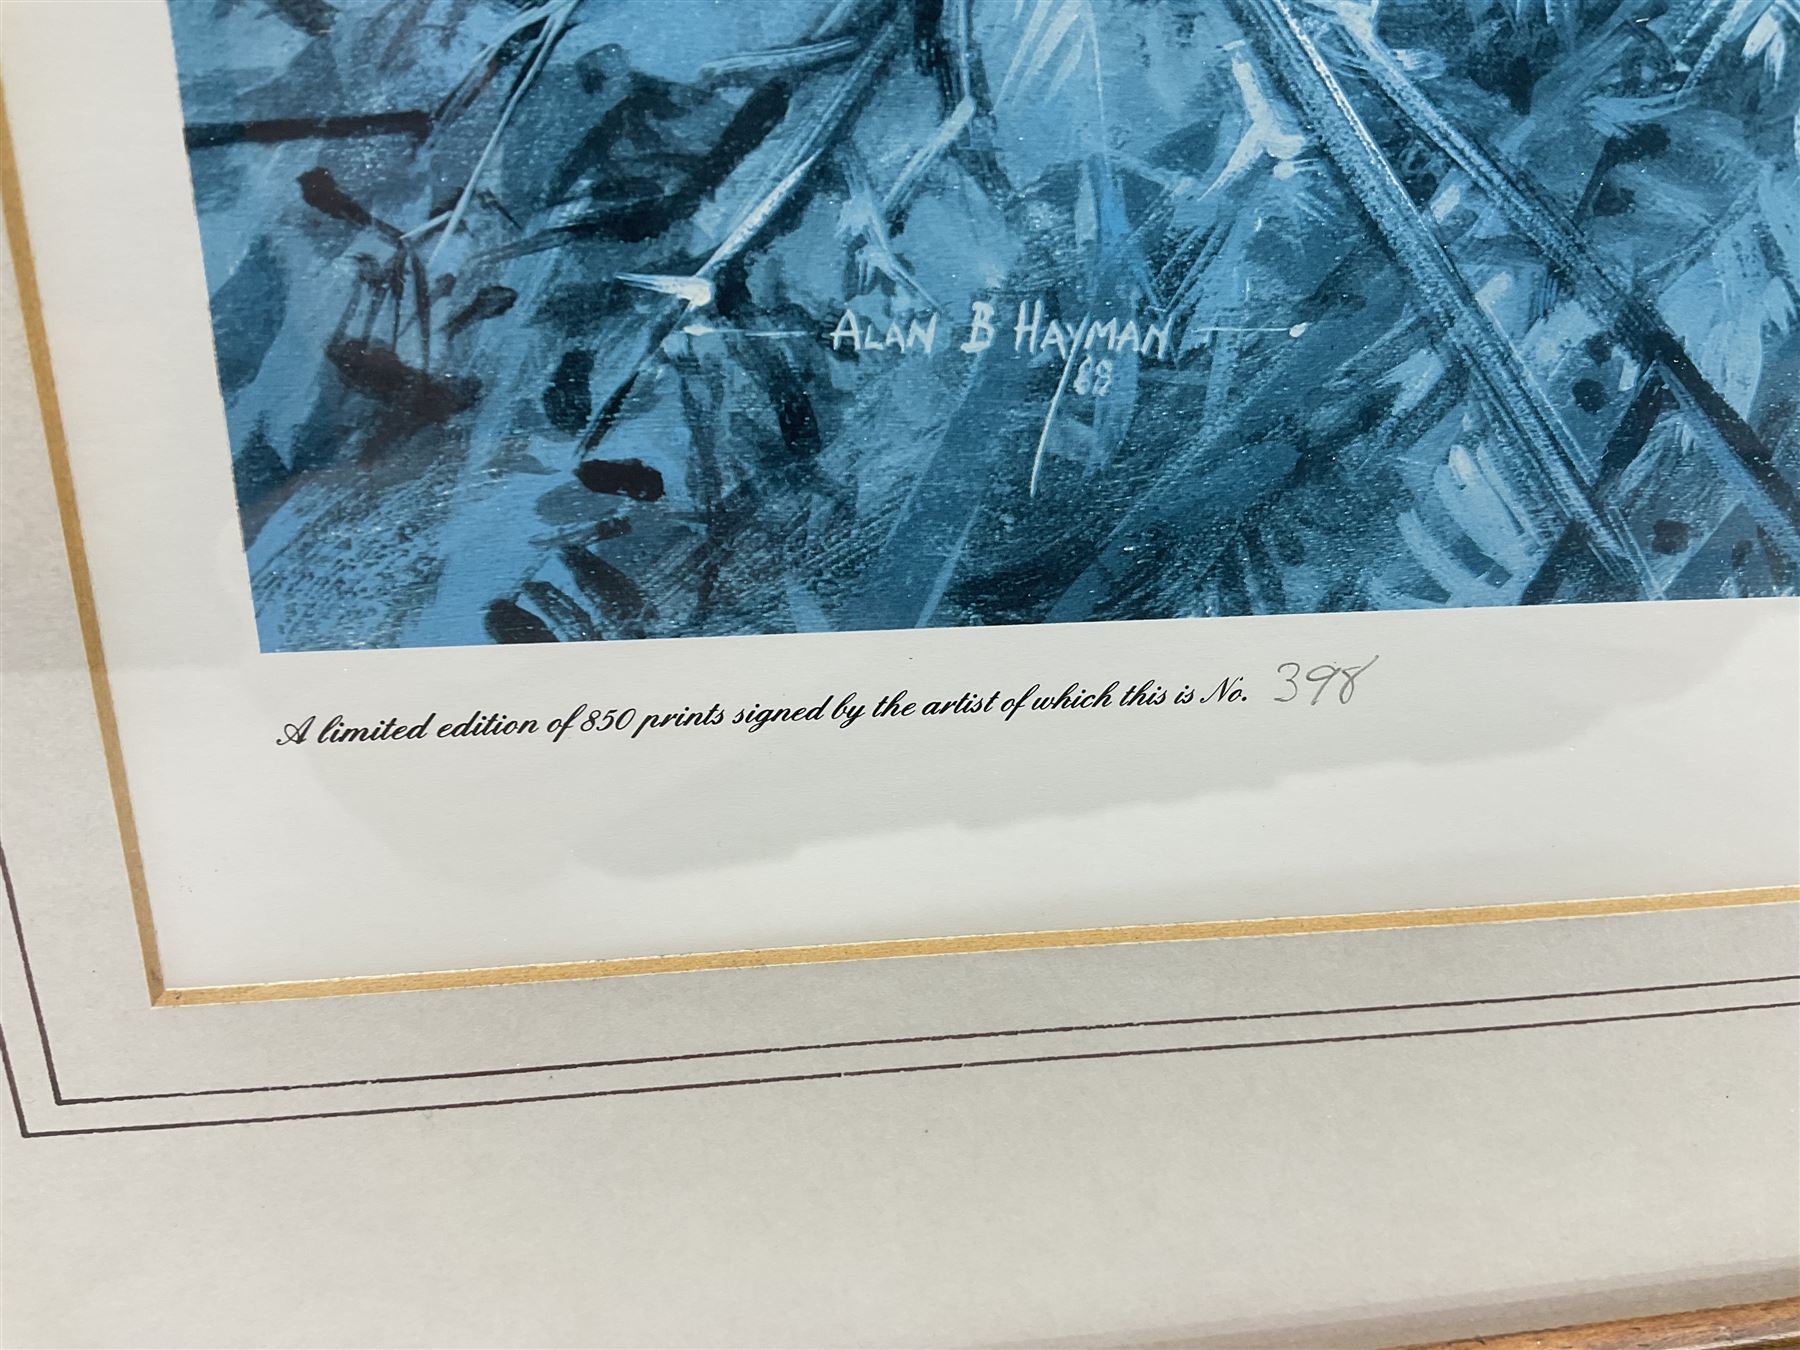 ALAN B HAYMAN
88
A limited edition of 850 prints signed by the artist of which this is No. 398